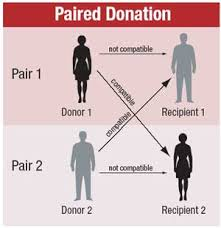 Paired Donation
not compatible
Pair 1
compatible
Donor 1
Recipient 1
compatible
Pair 2
not compatible
Donor 2
Recipient 2